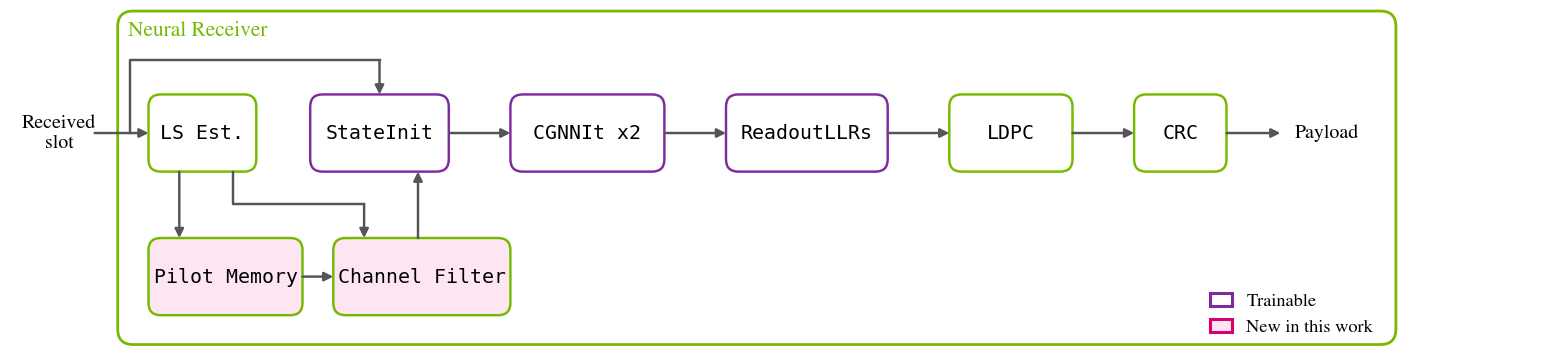 Neural Receiver
Received
slot
LS Est.
StateInit
CGNNIt x2
ReadoutLLRs
LDPC
CRC
Payload
Pilot Memory
Channel Filter
Trainable
New in this work